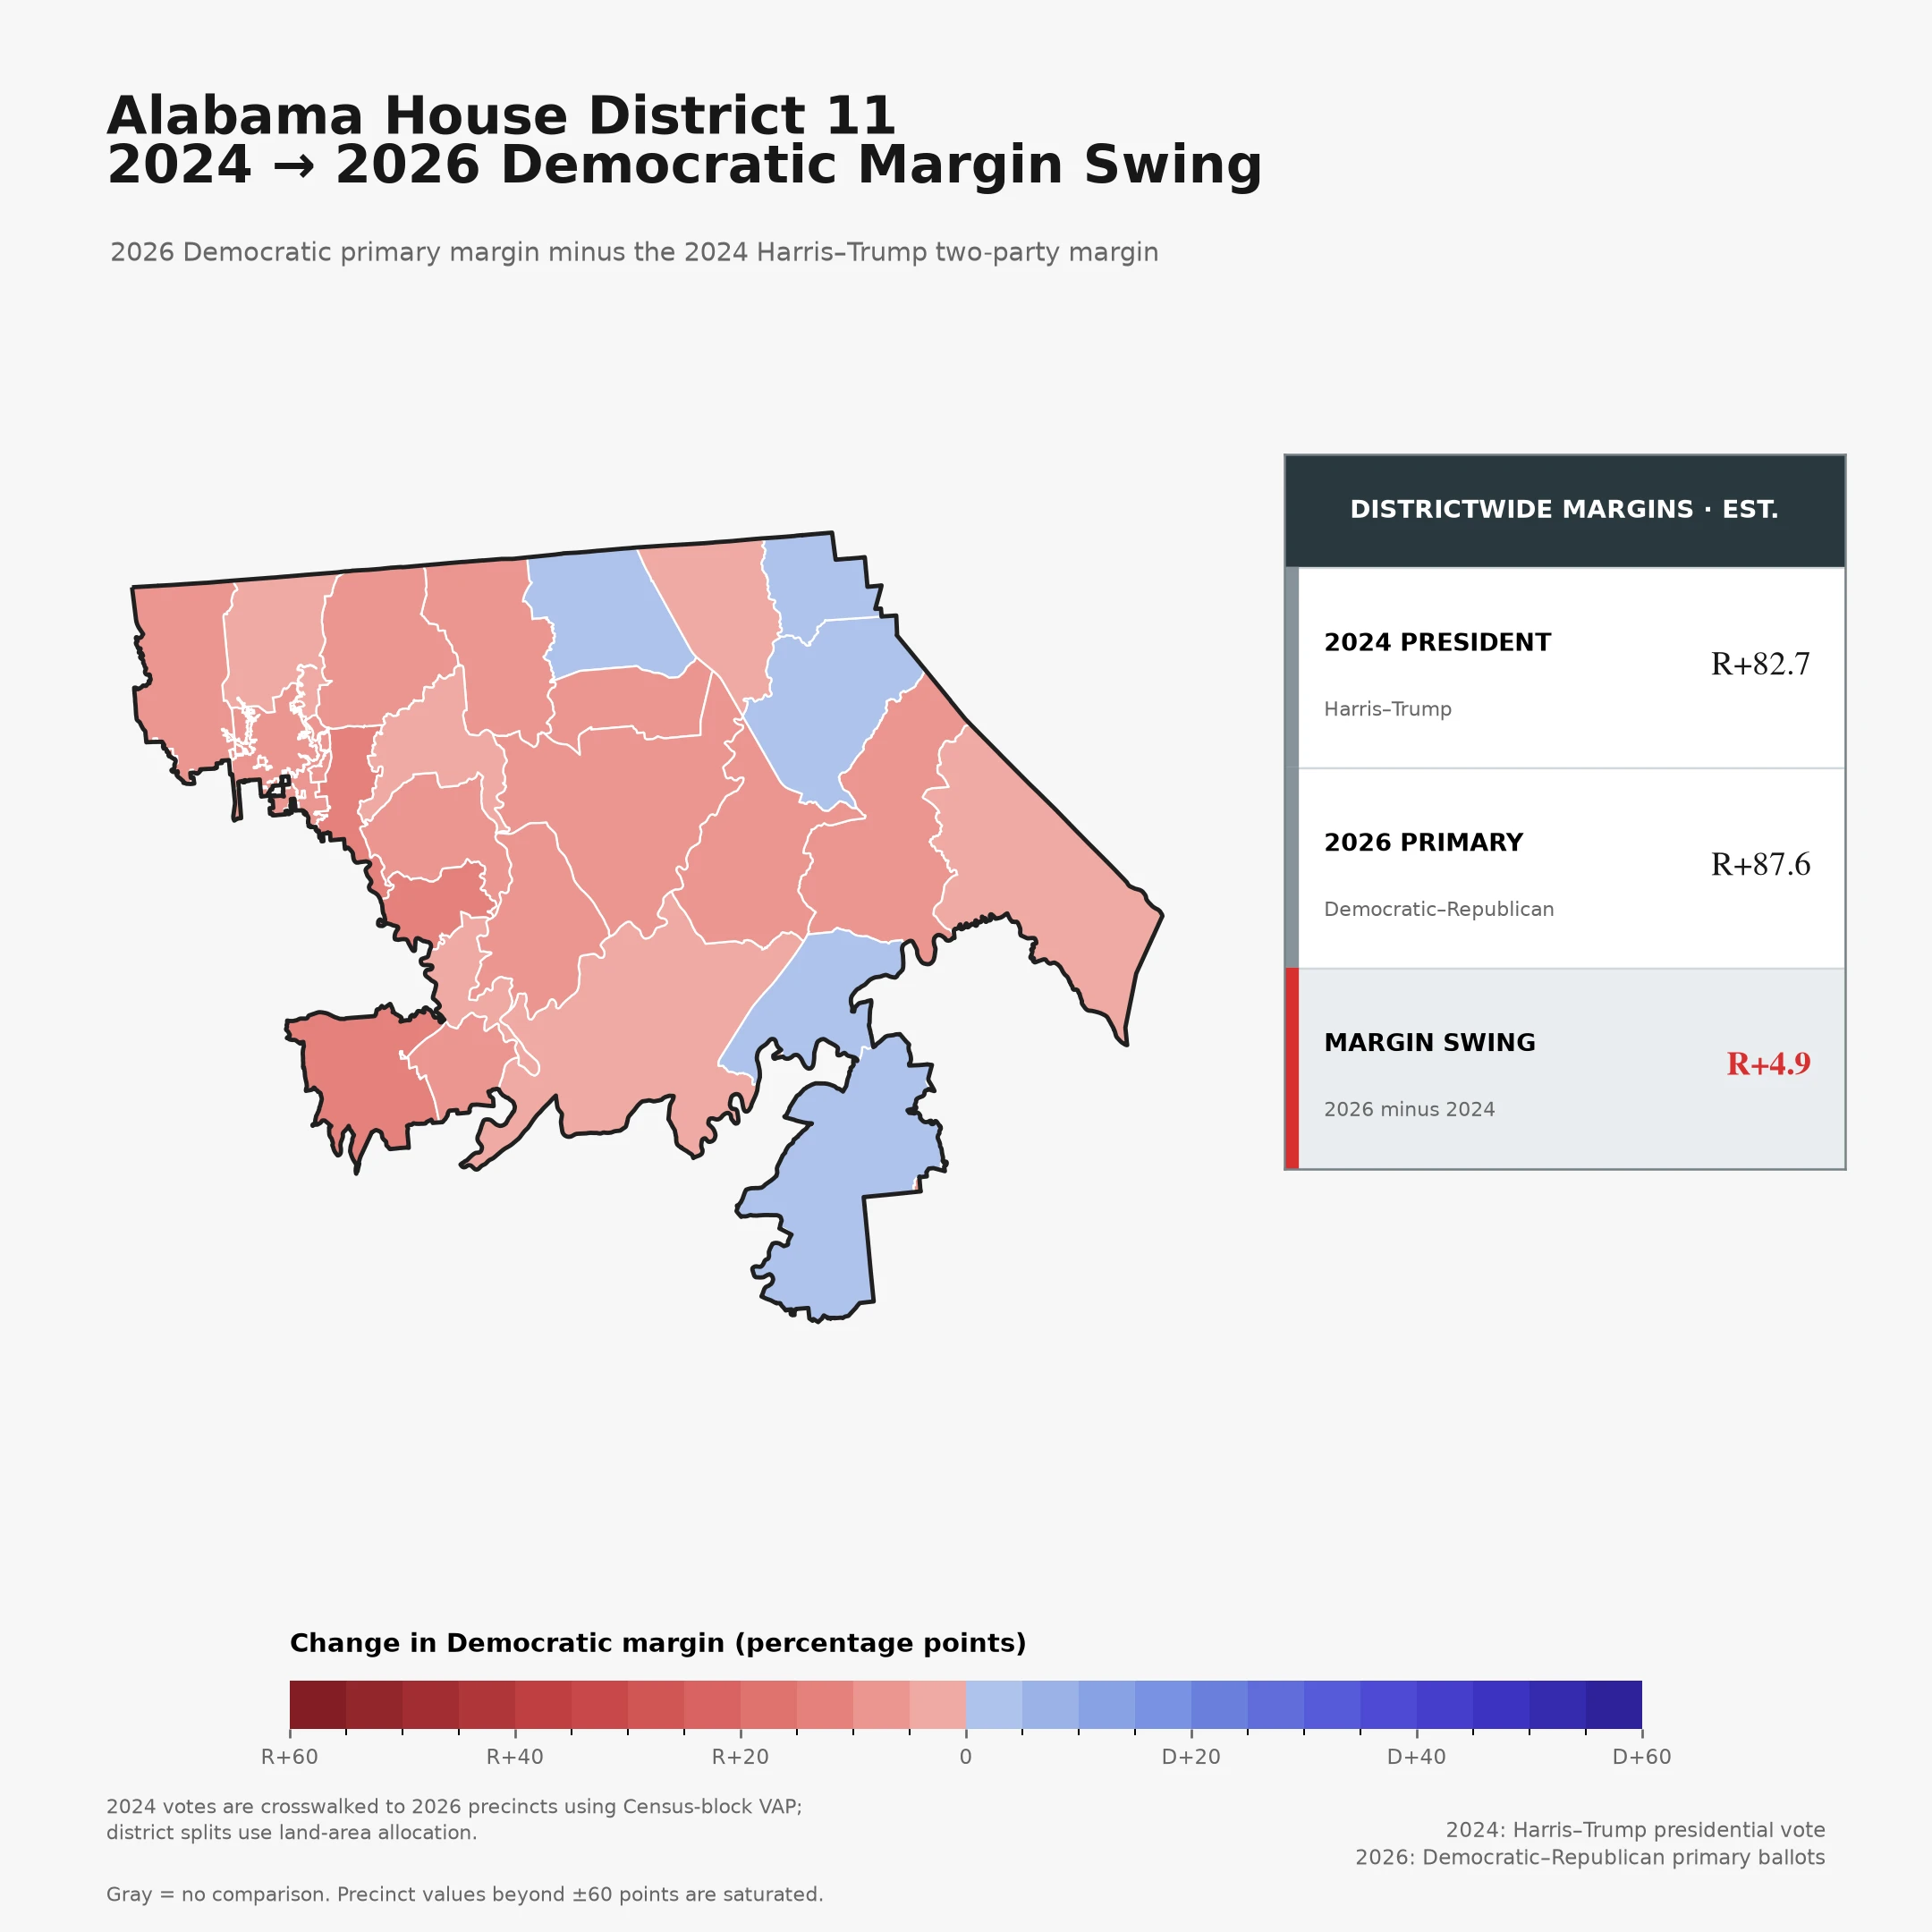 Alabama House District 11
2024 → 2026 Democratic Margin Swing
2026 Democratic primary margin minus the 2024 Harris–Trump two-party margin
DISTRICTWIDE MARGINS · EST.
2024 PRESIDENT
R+82.7
Harris–Trump
2026 PRIMARY
R+87.6
Democratic–Republican
MARGIN SWING
R+4.9
2026 minus 2024
Change in Democratic margin (percentage points)
R+60 R+40 R+20 0 D+20 D+40 D+60
2024 votes are crosswalked to 2026 precincts using Census-block VAP;
district splits use land-area allocation.
Gray = no comparison. Precinct values beyond ±60 points are saturated.
2024: Harris–Trump presidential vote
2026: Democratic–Republican primary ballots